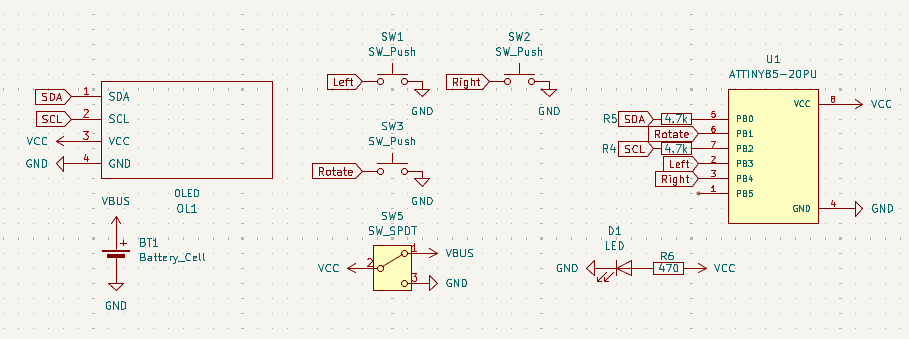 SDA 1 SDA
SCL 2 SCL
VCC 3 VCC
GND 4 GND
OLED
OL1
VBUS
+
BT1
Battery_Cell
GND
SW1
SW_Push
Left
GND
SW2
SW_Push
Right
GND
SW3
SW_Push
Rotate
GND
SW5
SW_SPDT
VCC 2
1 VBUS
3 GND
D1
LED
GND
R6
470
VCC
U1
ATTINY85-20PU
VCC 8 VCC
R5 SDA 4.7k 5 PB0
Rotate 6 PB1
R4 SCL 4.7k 7 PB2
Left 2 PB3
Right 3 PB4
1 PB5
GND 4 GND